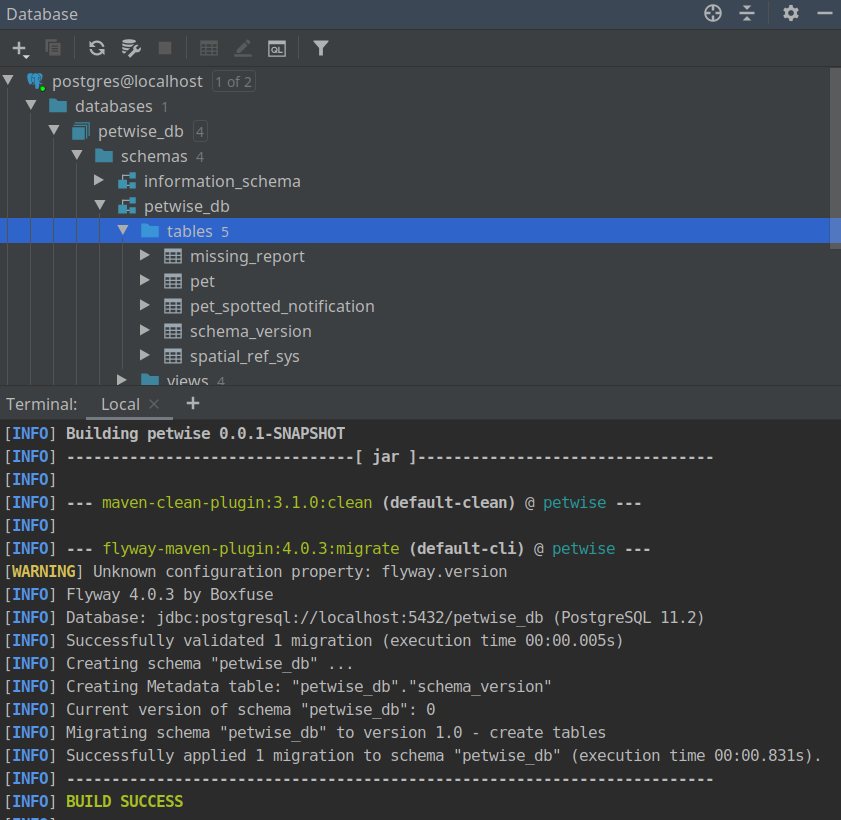 Database
postgres@localhost 1 of 2
databases 1
petwise_db 4
schemas 4
information_schema
petwise_db
tables 5
missing_report
pet
pet_spotted_notification
schema_version
spatial_ref_sys
views 4
Terminal: Local × +
[INFO] Building petwise 0.0.1-SNAPSHOT
[INFO] --------------------------------[ jar ]---------------------------------
[INFO]
[INFO] --- maven-clean-plugin:3.1.0:clean (default-clean) @ petwise ---
[INFO]
[INFO] --- flyway-maven-plugin:4.0.3:migrate (default-cli) @ petwise ---
[WARNING] Unknown configuration property: flyway.version
[INFO] Flyway 4.0.3 by Boxfuse
[INFO] Database: jdbc:postgresql://localhost:5432/petwise_db (PostgreSQL 11.2)
[INFO] Successfully validated 1 migration (execution time 00:00.005s)
[INFO] Creating schema "petwise_db" ...
[INFO] Creating Metadata table: "petwise_db"."schema_version"
[INFO] Current version of schema "petwise_db": 0
[INFO] Migrating schema "petwise_db" to version 1.0 - create tables
[INFO] Successfully applied 1 migration to schema "petwise_db" (execution time 00:00.831s).
[INFO] ------------------------------------------------------------------------
[INFO] BUILD SUCCESS